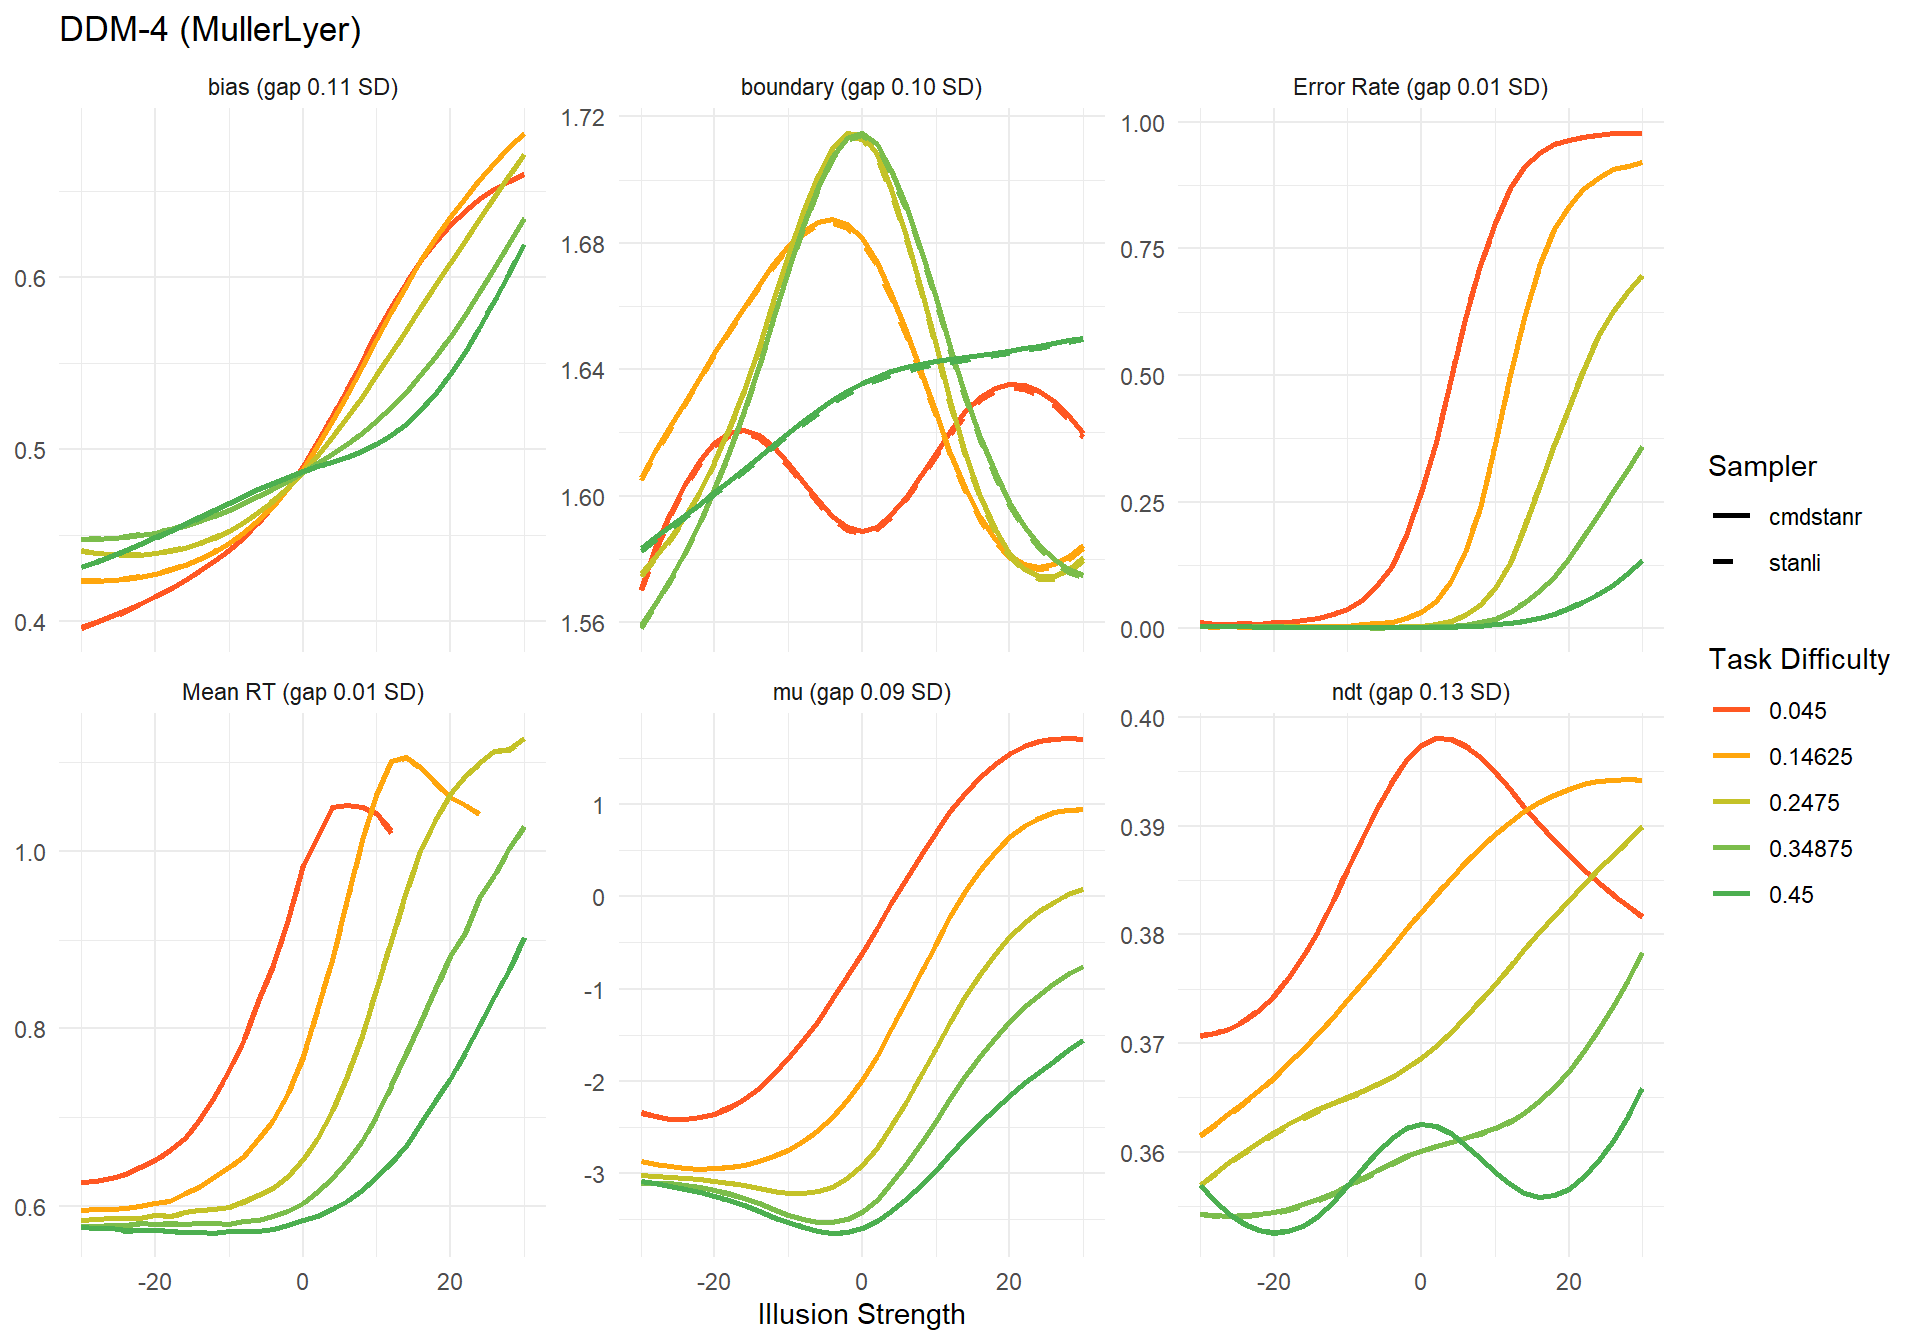 DDM-4 (MullerLyer)
bias (gap 0.11 SD)
boundary (gap 0.10 SD)
Error Rate (gap 0.01 SD)
0.6
0.5
0.4
1.72
1.68
1.64
1.60
1.56
1.00
0.75
0.50
0.25
0.00
Mean RT (gap 0.01 SD)
mu (gap 0.09 SD)
ndt (gap 0.13 SD)
1.0
0.8
0.6
1
0
-1
-2
-3
0.40
0.39
0.38
0.37
0.36
-20 0 20
-20 0 20
-20 0 20
Illusion Strength
Sampler
cmdstanr
stanli
Task Difficulty
0.045
0.14625
0.2475
0.34875
0.45